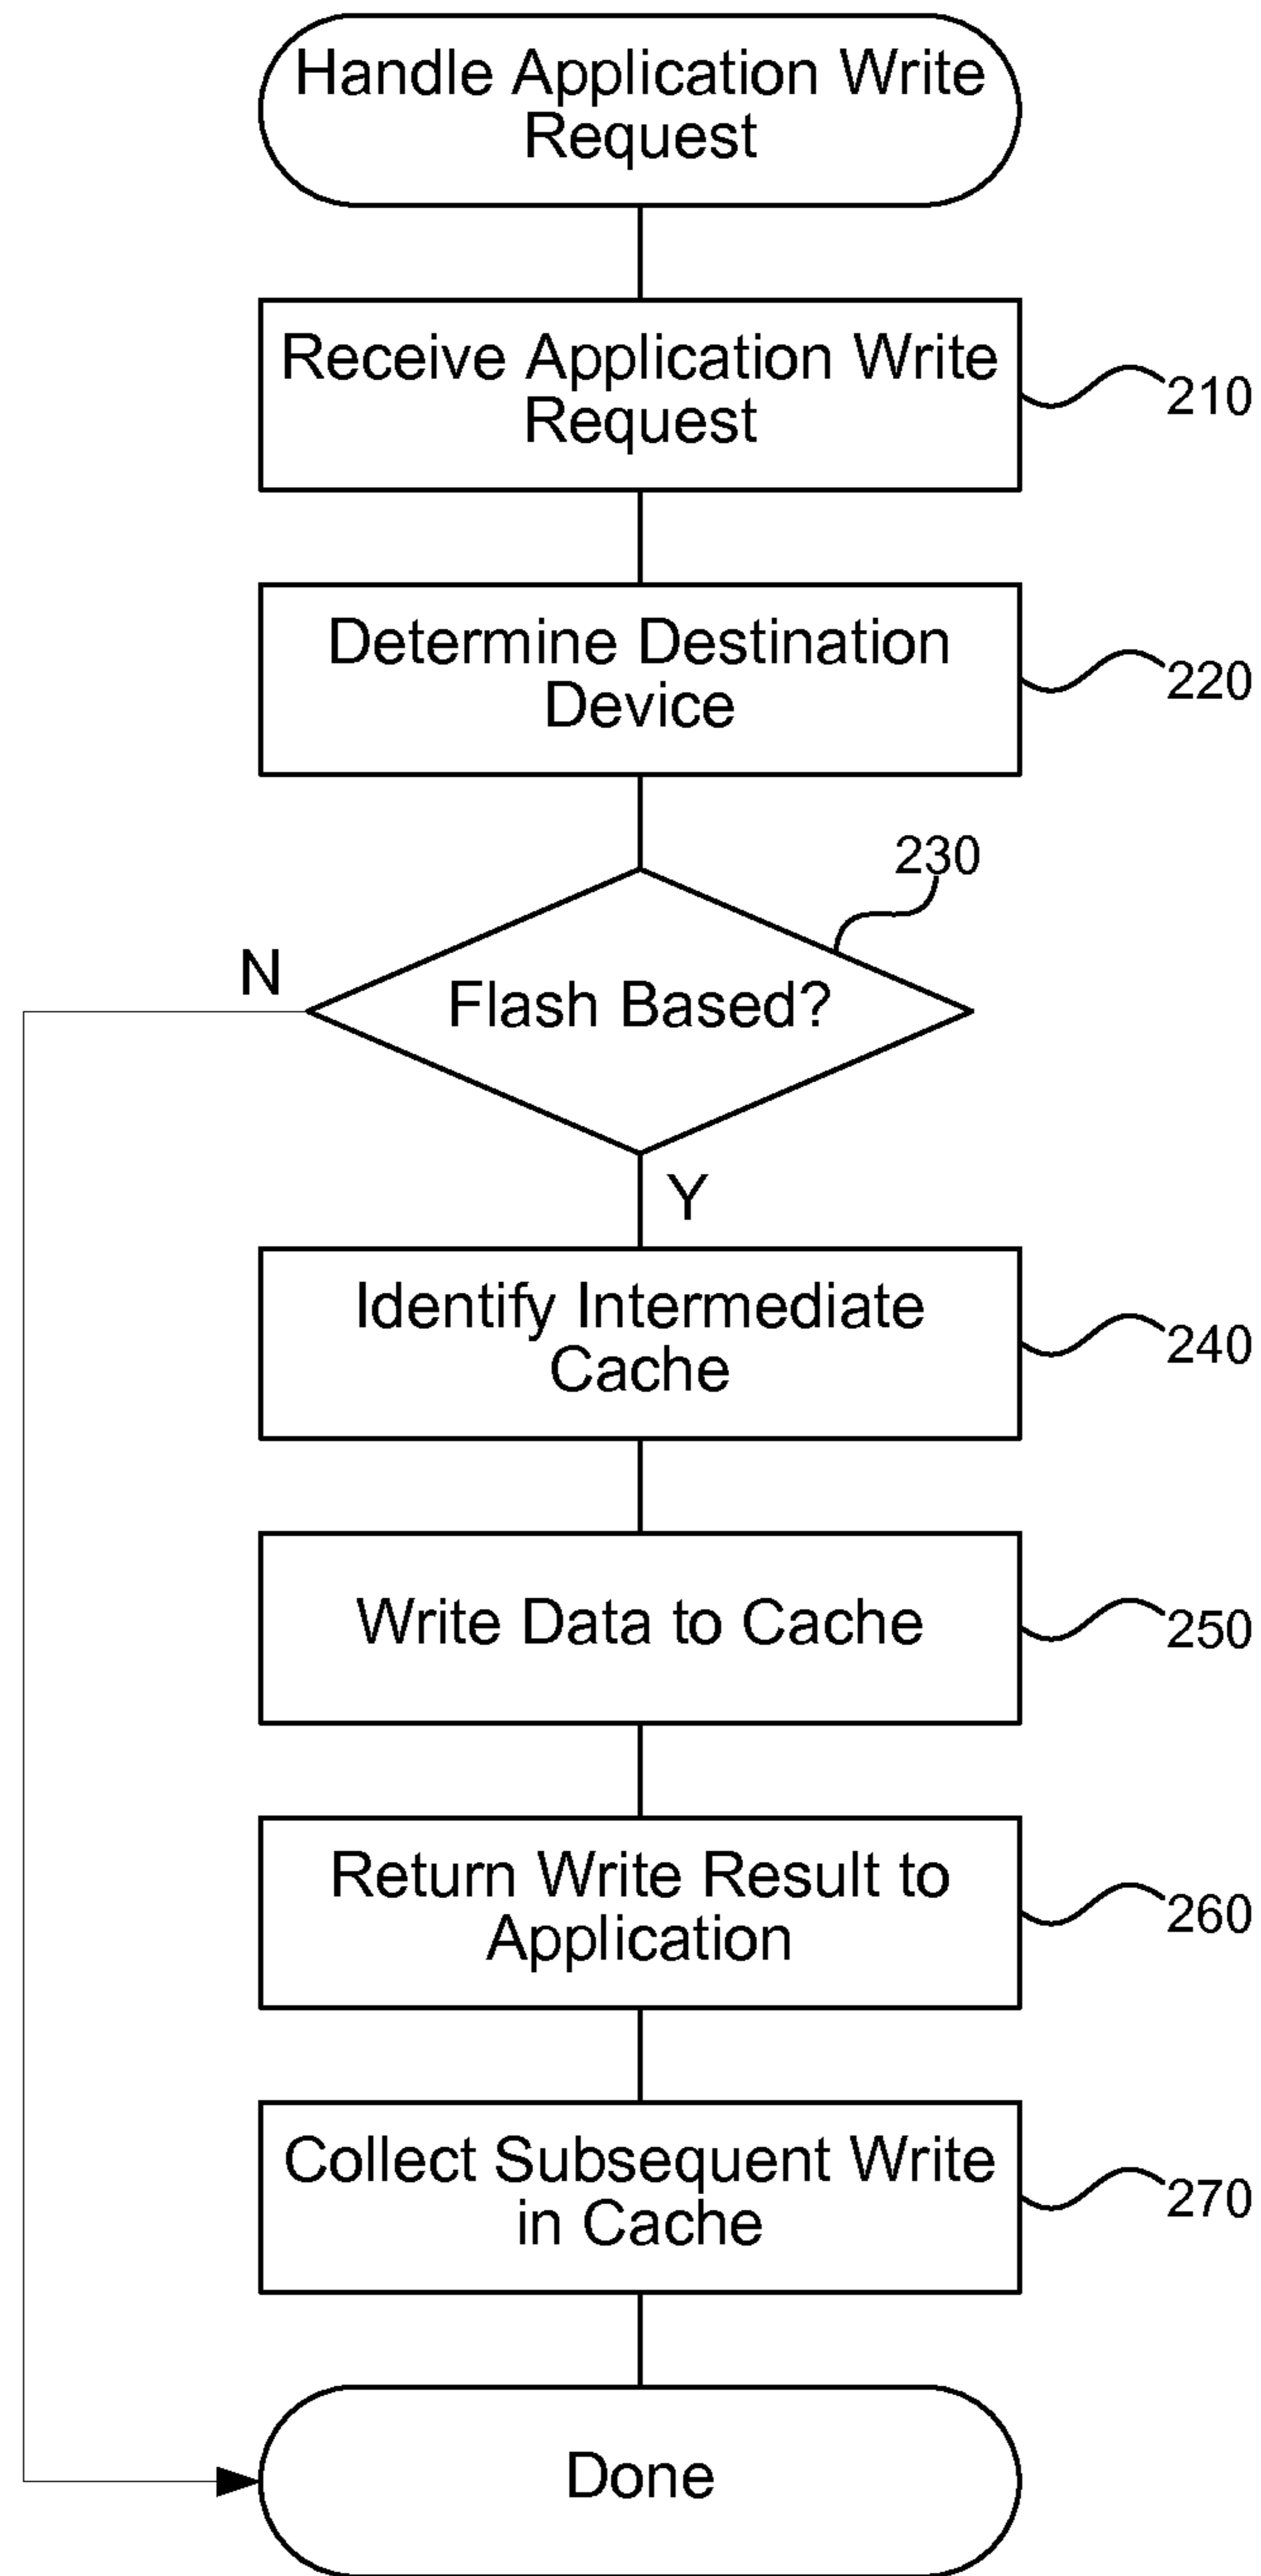 Handle Application Write
Request
Receive Application Write
Request
210
Determine Destination
Device
220
230
N
Flash Based?
Y
Identify Intermediate
Cache
240
Write Data to Cache
250
Return Write Result to
Application
260
Collect Subsequent Write
in Cache
270
Done